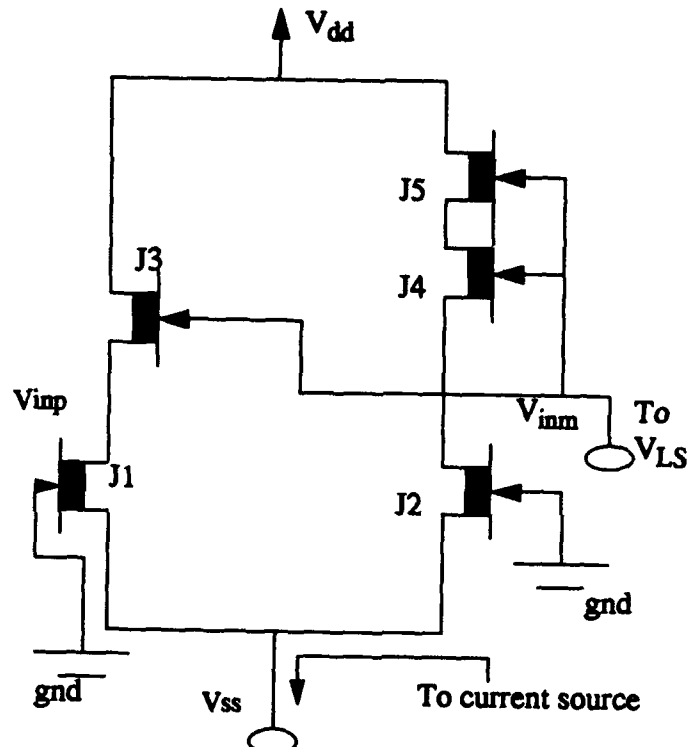 Vdd
J5
J3
J4
Vinp
Vinm
To
VLS
J1
J2
gnd
gnd
Vss
To current source